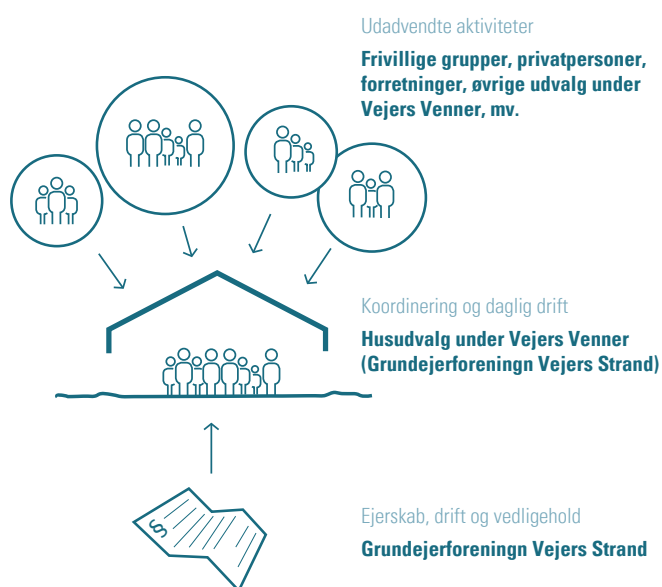 Udadvendte aktiviteter
Frivillige grupper, privatpersoner,
forretninger, øvrige udvalg under
Vejers Venner, mv.
Koordinering og daglig drift
Husudvalg under Vejers Venner
(Grundejerforeningn Vejers Strand)
§
Ejerskab, drift og vedligehold
Grundejerforeningn Vejers Strand